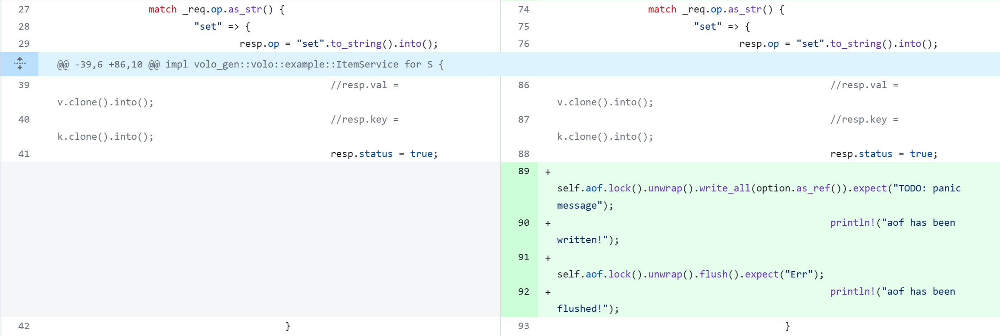 27 match _req.op.as_str() { 74 match _req.op.as_str() {
28 "set" => { 75 "set" => {
29 resp.op = "set".to_string().into(); 76 resp.op = "set".to_string().into();
@@ -39,6 +86,10 @@ impl volo_gen::volo::example::ItemService for S {
39 //resp.val = 86 //resp.val =
v.clone().into(); v.clone().into();
40 //resp.key = 87 //resp.key =
k.clone().into(); k.clone().into();
41 resp.status = true; 88 resp.status = true;
89 +
self.aof.lock().unwrap().write_all(option.as_ref()).expect("TODO: panic
message");
90 + println!("aof has been
written!");
91 +
self.aof.lock().unwrap().flush().expect("Err");
92 + println!("aof has been
flushed!");
42 } 93 }